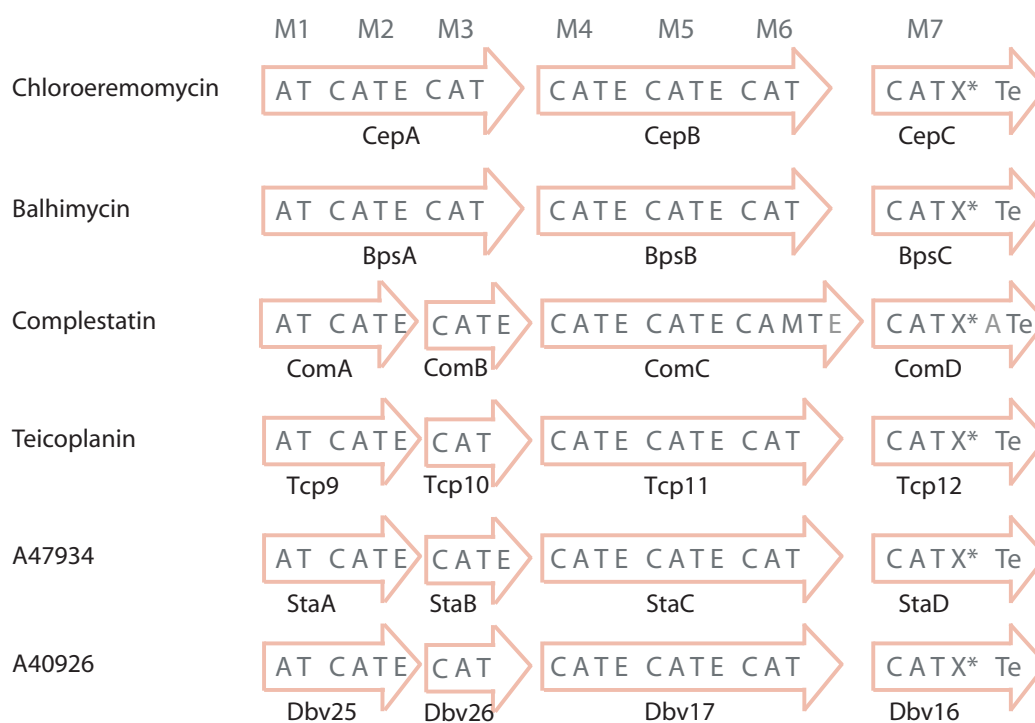 M1 M2 M3 M4 M5 M6 M7
Chloroeremomycin AT CATE CAT CATE CATE CAT CATX* Te
CepA CepB CepC
Balhimycin AT CATE CAT CATE CATE CAT CATX* Te
BpsA BpsB BpsC
Complestatin AT CATE CATE CATE CATE CAMTE CATX* A Te
ComA ComB ComC ComD
Teicoplanin AT CATE CAT CATE CATE CAT CATX* Te
Tcp9 Tcp10 Tcp11 Tcp12
A47934 AT CATE CATE CATE CATE CAT CATX* Te
StaA StaB StaC StaD
A40926 AT CATE CAT CATE CATE CAT CATX* Te
Dbv25 Dbv26 Dbv17 Dbv16